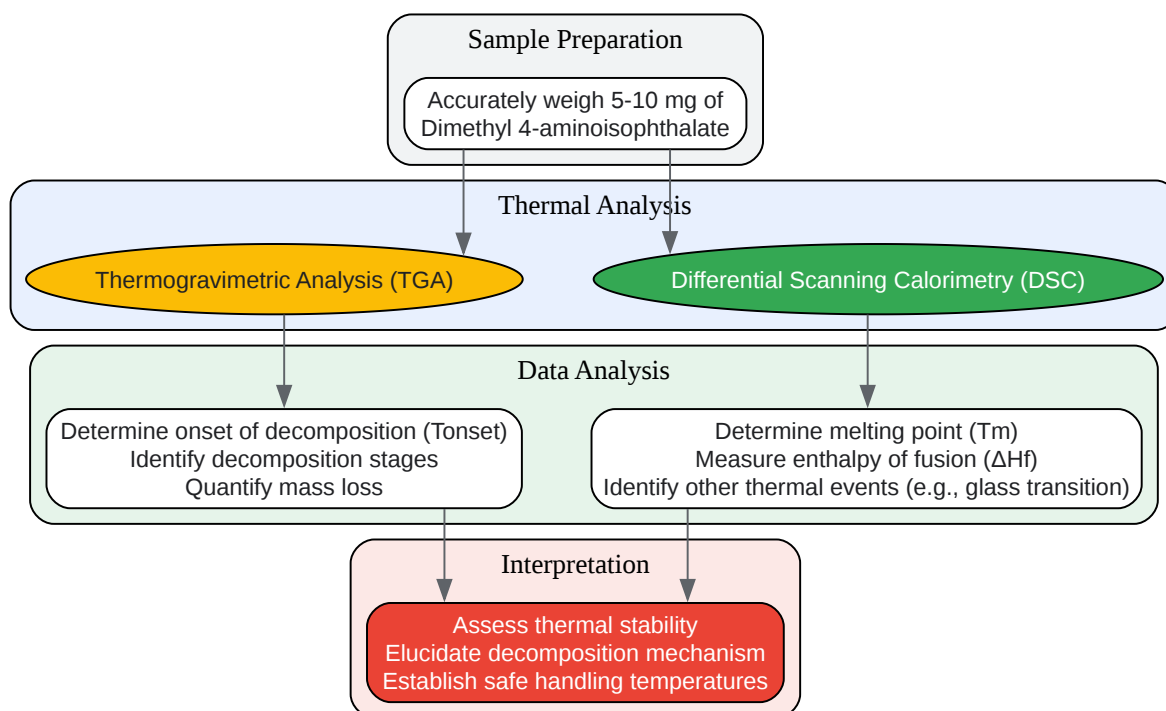 Sample Preparation
Accurately weigh 5-10 mg of
Dimethyl 4-aminoisophthalate
Thermal Analysis
Thermogravimetric Analysis (TGA)
Differential Scanning Calorimetry (DSC)
Data Analysis
Determine onset of decomposition (Tonset)
Identify decomposition stages
Quantify mass loss
Determine melting point (Tm)
Measure enthalpy of fusion (ΔHf)
Identify other thermal events (e.g., glass transition)
Interpretation
Assess thermal stability
Elucidate decomposition mechanism
Establish safe handling temperatures